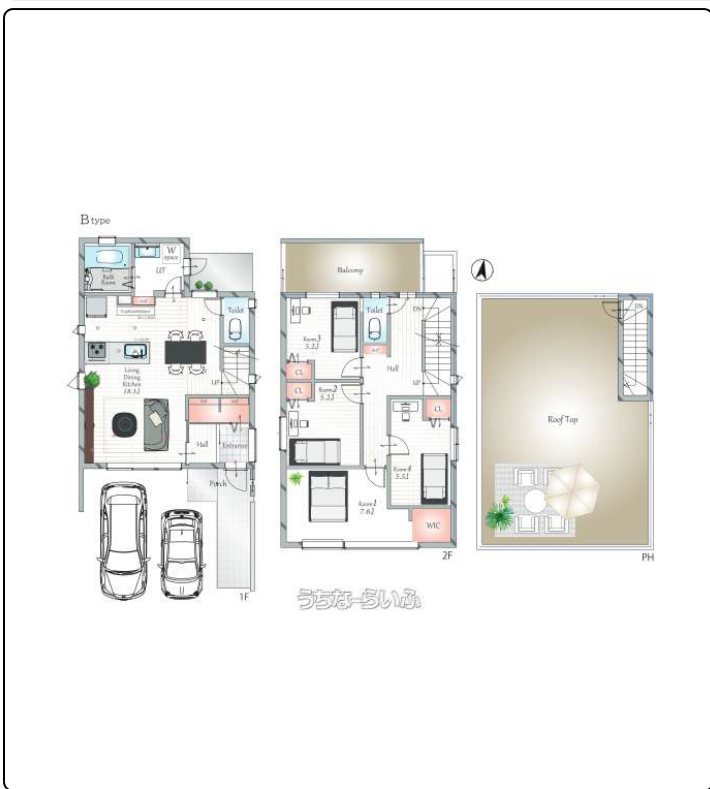 B type
Bath
Room
UT
W
space
Toilet
Living
Dining
Kitchen
18.5J
UP
Hall
Entrance
Porch
1F
Balcony
Room3
5.2J
Toilet
DN
CL
Hall
CL
Room2
5.2J
UP
CL
Room4
5.5J
Room1
7.6J
WIC
2F
DN
Roof Top
PH
うちなーらいふ